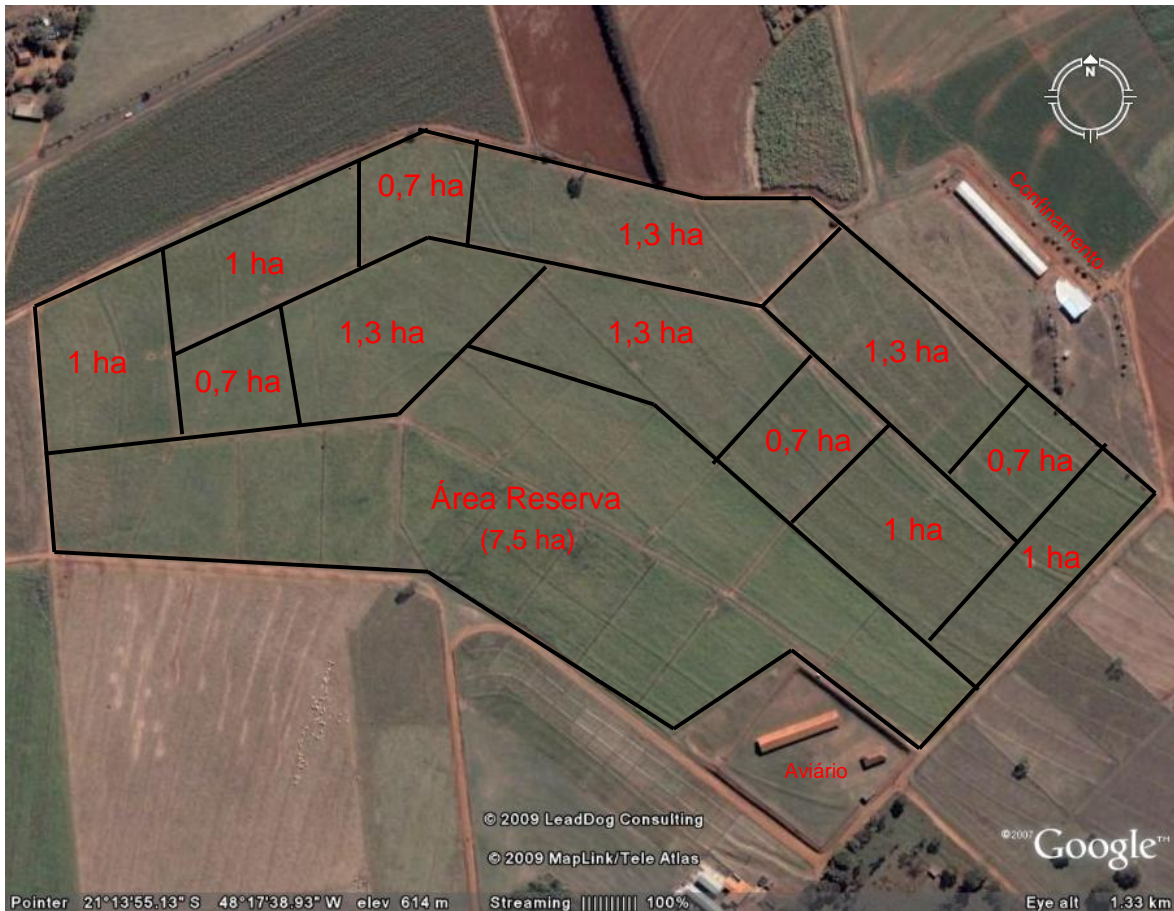 N
Confinamento
0,7 ha
1,3 ha
1 ha
1,3 ha
1,3 ha
1,3 ha
1 ha
0,7 ha
0,7 ha
0,7 ha
Área Reserva
(7,5 ha)
1 ha
1 ha
Aviário
© 2009 LeadDog Consulting
© 2009 MapLink/Tele Atlas
©2007 Google™
Pointer 21°13'55.13" S 48°17'38.93" W elev 614 m Streaming |||||||||| 100% Eye alt 1.33 km